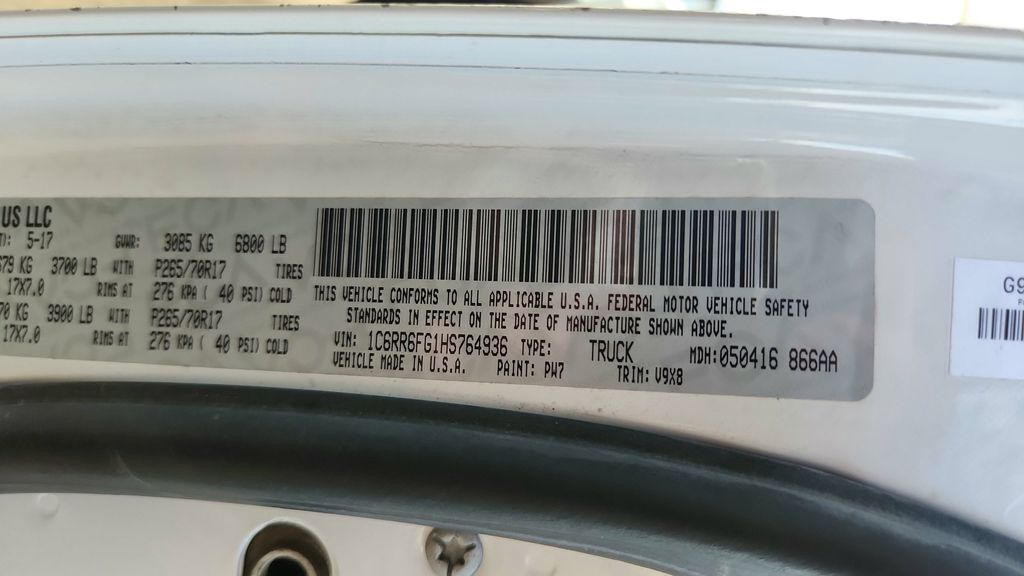 US LLC
T): 5-17 GVWR: 3085 KG 6800 LB
679 KG 3700 LB WITH P265/70R17 TIRES
17X7.0 RIMS AT 276 KPA ( 40 PSI) COLD
70 KG 3900 LB WITH P265/70R17 TIRES
17X7.0 RIMS AT 276 KPA ( 40 PSI) COLD
THIS VEHICLE CONFORMS TO ALL APPLICABLE U.S.A. FEDERAL MOTOR VEHICLE SAFETY
STANDARDS IN EFFECT ON THE DATE OF MANUFACTURE SHOWN ABOVE.
VIN: 1C6RR6FG1HS764936 TYPE: TRUCK MDH: 050416 866AA
VEHICLE MADE IN U.S.A. PAINT: PW7 TRIM: V9X8
G9